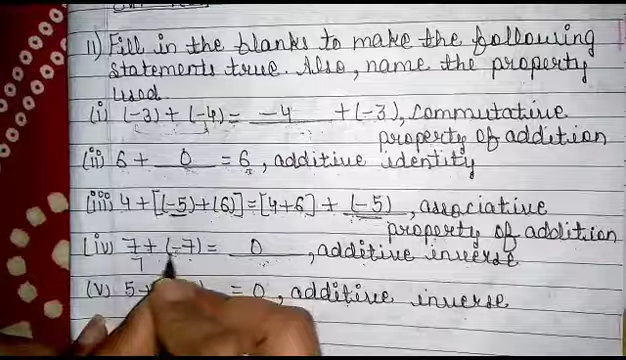 11) Fill in the blanks to make the following
statements true. Also, name the property
used.
(i) (-3) + (-4) = -4 + (-3), commutative
property of addition
(ii) 6 + 0 = 6, additive identity
(iii) 4 + [(-5) + (6)] = [4+6] + (-5), associative
property of addition
(iv) 7 + (-7) = 0, additive inverse
7
(v) 5 + = 0, additive inverse